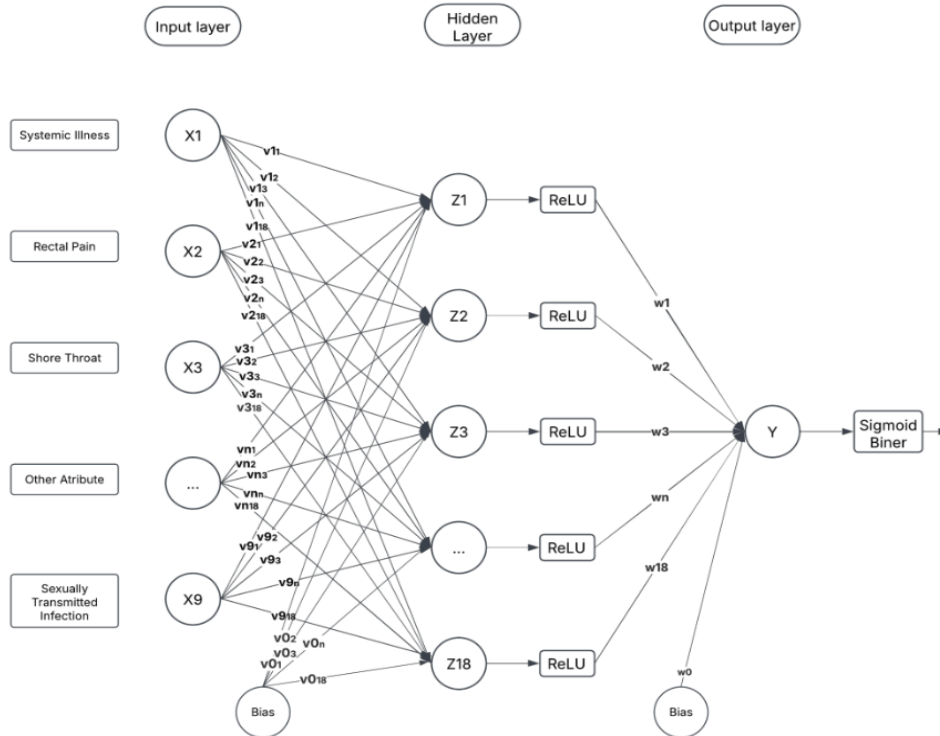 Input layer
Hidden
Layer
Output layer
Systemic Illness
X1
v1₁
v1₂
v1₃
v1ₙ
v1₁₈
Z1
ReLU
Rectal Pain
X2
v2₁
v2₂
v2₃
v2ₙ
v2₁₈
Z2
ReLU
w1
w2
Shore Throat
X3
v3₁
v3₂
v3₃
v3ₙ
v3₁₈
Z3
ReLU
w3
Y
Sigmoid
Biner
Other Atribute
...
vn₁
vn₂
vn₃
vnₙ
vn₁₈
...
ReLU
wn
w18
Sexually
Transmitted
Infection
X9
v9₁
v9₂
v9₃
v9ₙ
v9₁₈
Z18
ReLU
v0₂
v0ₙ
v0₃
v0₁
v0₁₈
w0
Bias
Bias